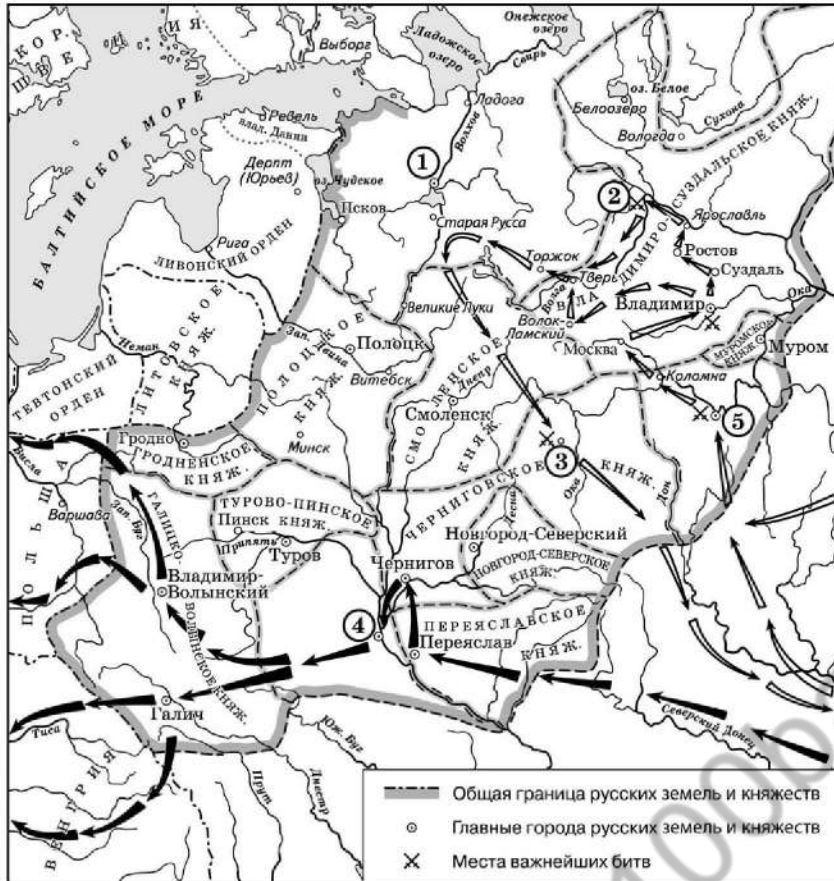 КОР.
ШВЕЦИЯ
БАЛТИЙСКОЕ МОРЕ
Выборг
Ладожское озеро
Онежское озеро
Свирь
Ладога
Волхов
оз. Белое
Белоозеро
Вологда
Сухона
Ревель
влад. Дании
Дерпт (Юрьев)
оз. Чудское
Псков
1
2
Старая Русса
Ярославль
Ростов
Суздаль
Торжок
Тверь
Волга
ВЛАДИМИРО-СУЗДАЛЬСКОЕ КНЯЖ.
Владимир
Ока
Рига
ЛИВОНСКИЙ ОРДЕН
Великие Луки
Волок-Ламский
Москва
Коломна
МУРОМСКОЕ КНЯЖ.
Муром
Неман
Зап. Двина
Полоцк
Витебск
ПОЛОЦКОЕ КНЯЖ.
ЛИТОВСКОЕ КНЯЖ.
ТЕВТОНСКИЙ ОРДЕН
СМОЛЕНСКОЕ КНЯЖ.
Днепр
Смоленск
5
3
Гродно
ГРОДНЕНСКОЕ КНЯЖ.
Минск
Висла
ПОЛЬША
Варшава
Зап. Буг
ГАЛИЦКО-ВОЛЫНСКОЕ КНЯЖ.
ТУРОВО-ПИНСКОЕ КНЯЖ.
Пинск
Припять
Туров
ЧЕРНИГОВСКОЕ КНЯЖ.
Ока
Дон
Десна
Новгород-Северский
НОВГОРОД-СЕВЕРСКОЕ КНЯЖ.
Чернигов
Владимир-Волынский
4
ПЕРЕЯСЛАВСКОЕ КНЯЖ.
Переяслав
Галич
Северский Донец
Тиса
ВЕНГРИЯ
Прут
Днестр
Юж. Буг
Общая граница русских земель и княжеств
Главные города русских земель и княжеств
Места важнейших битв